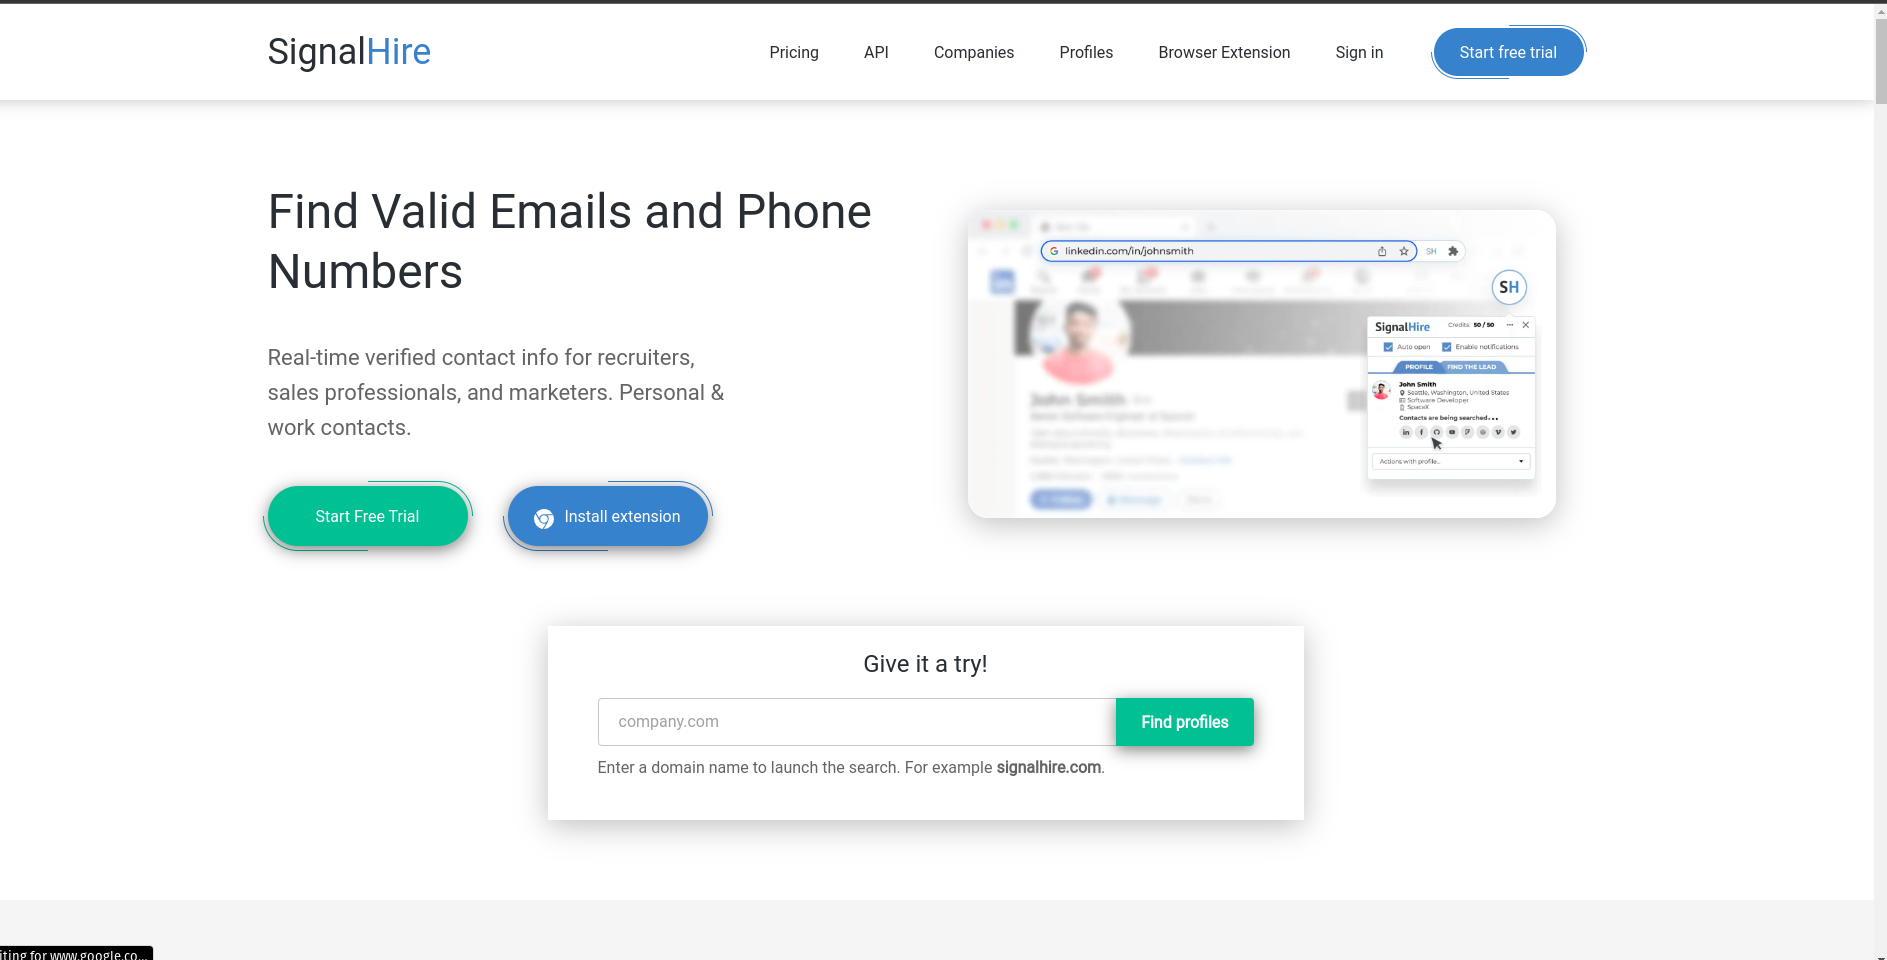 SignalHire
Pricing
API
Companies
Profiles
Browser Extension
Sign in
Start free trial
Find Valid Emails and Phone
Numbers
Real-time verified contact info for recruiters,
sales professionals, and marketers. Personal &
work contacts.
Start Free Trial
Install extension
linkedin.com/in/johnsmith
SH
SH
SignalHire
Credits: 50 / 50
Auto open
Enable notifications
PROFILE
FIND THE LEAD
John Smith
Seattle, Washington, United States
Software Developer
SpaceX
Contacts are being searched...
Actions with profile...
John Smith
Give it a try!
company.com
Find profiles
Enter a domain name to launch the search. For example signalhire.com.
iting for www.google.co...